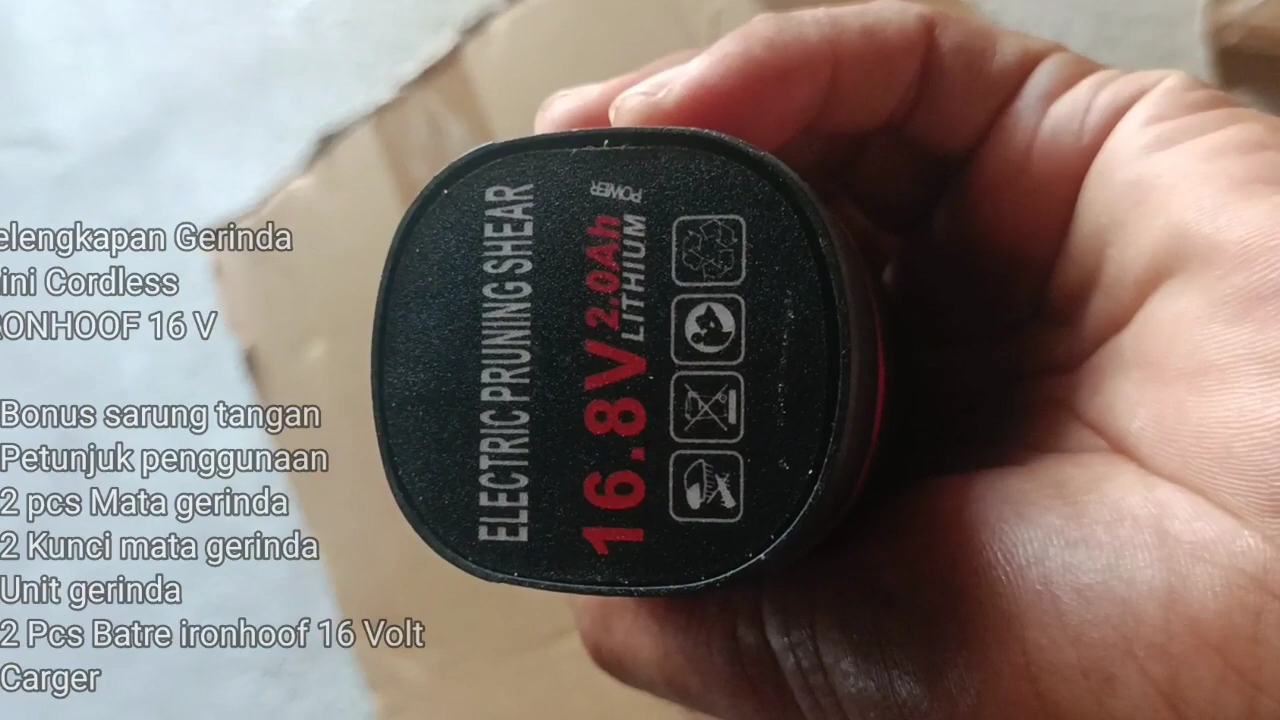 elengkapan Gerinda
ini Cordless
RONHOOF 16 V
Bonus sarung tangan
Petunjuk penggunaan
2 pcs Mata gerinda
2 Kunci mata gerinda
Unit gerinda
2 Pcs Batre ironhoof 16 Volt
Carger
ELECTRIC PRUNING SHEAR
16.8V 2.0Ah
LITHIUM
POWER